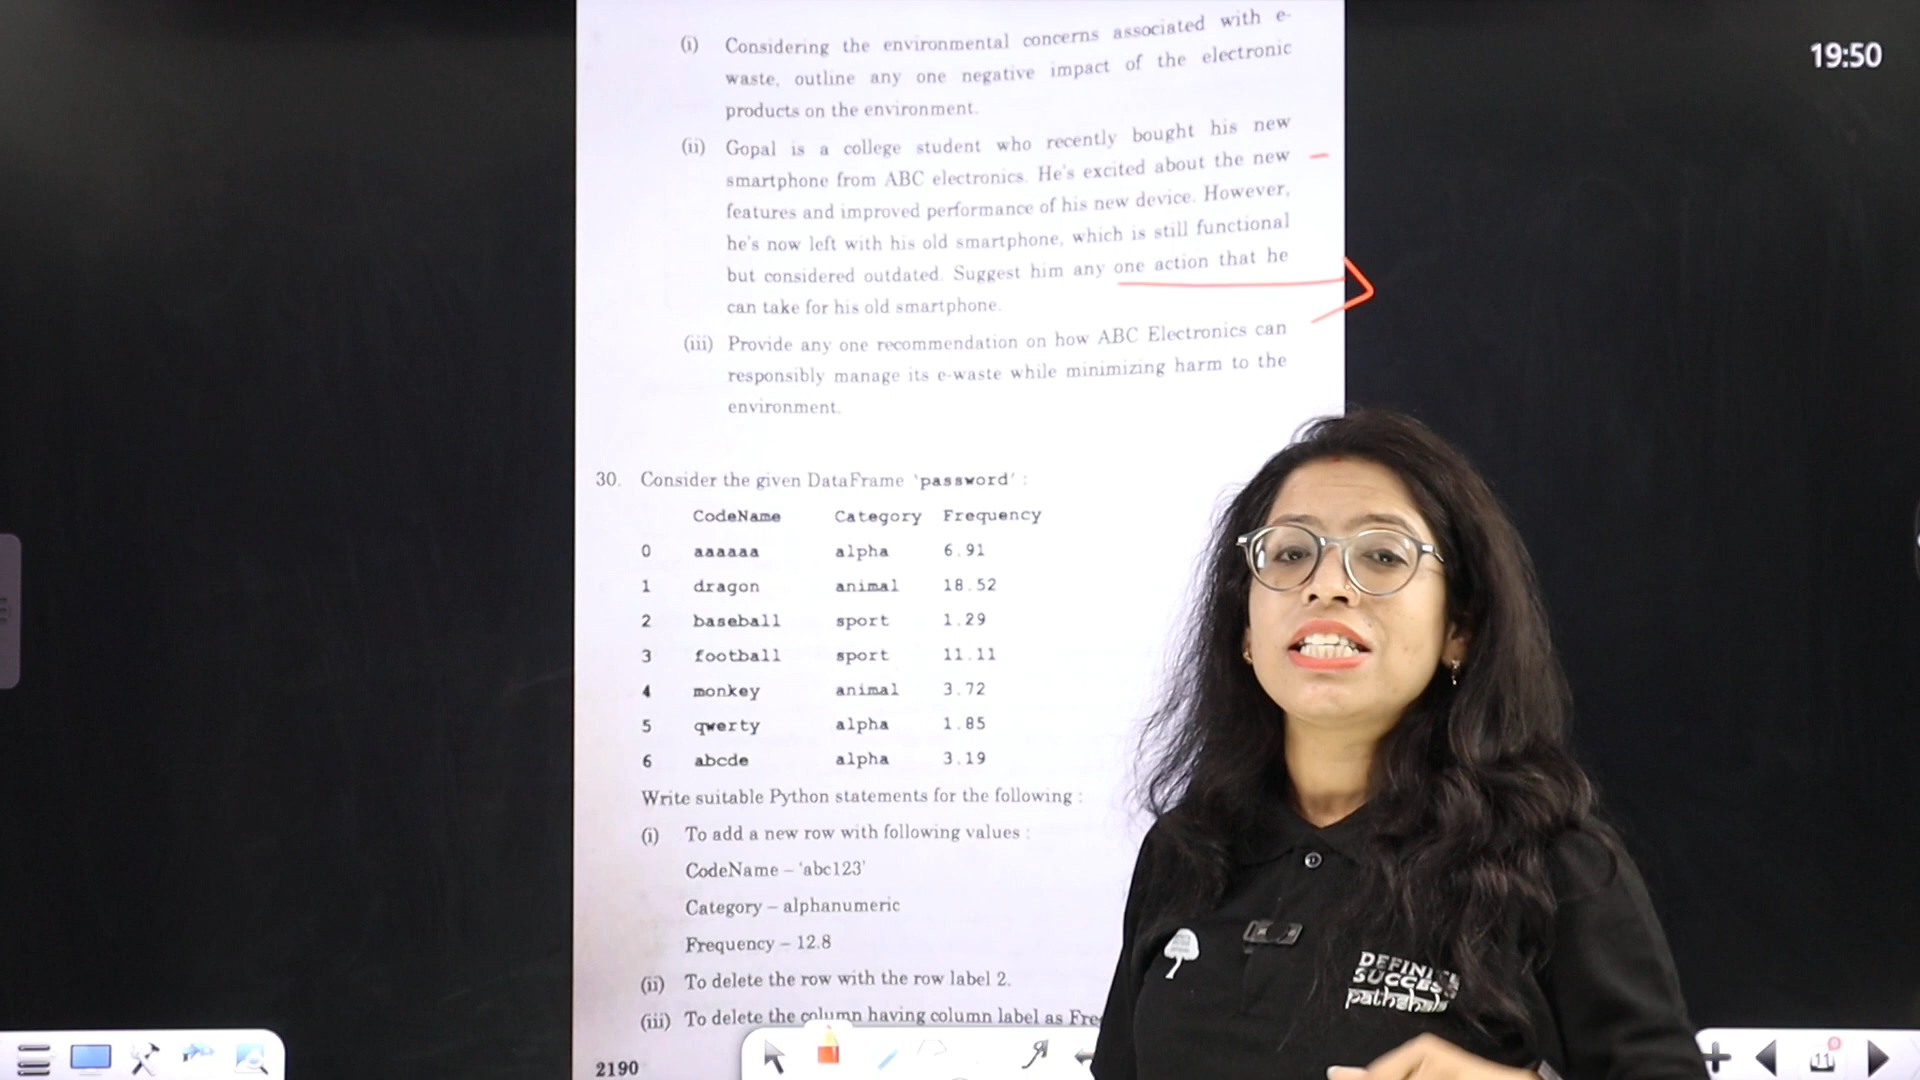 19:50
(i) Considering the environmental concerns associated with e-
waste, outline any one negative impact of the electronic
products on the environment.
(ii) Gopal is a college student who recently bought his new
smartphone from ABC electronics. He's excited about the new
features and improved performance of his new device. However,
he's now left with his old smartphone, which is still functional
but considered outdated. Suggest him any one action that he
can take for his old smartphone.
(iii) Provide any one recommendation on how ABC Electronics can
responsibly manage its e-waste while minimizing harm to the
environment.
30. Consider the given DataFrame 'password' :
CodeName Category Frequency
0 aaaaaa alpha 6.91
1 dragon animal 18.52
2 baseball sport 1.29
3 football sport 11.11
4 monkey animal 3.72
5 qwerty alpha 1.85
6 abcde alpha 3.19
Write suitable Python statements for the following :
(i) To add a new row with following values :
CodeName – 'abc123'
Category – alphanumeric
Frequency – 12.8
(ii) To delete the row with the row label 2.
(iii) To delete the column having column label as Fre
2190
DEFINITE
SUCCESS
pathshala
11